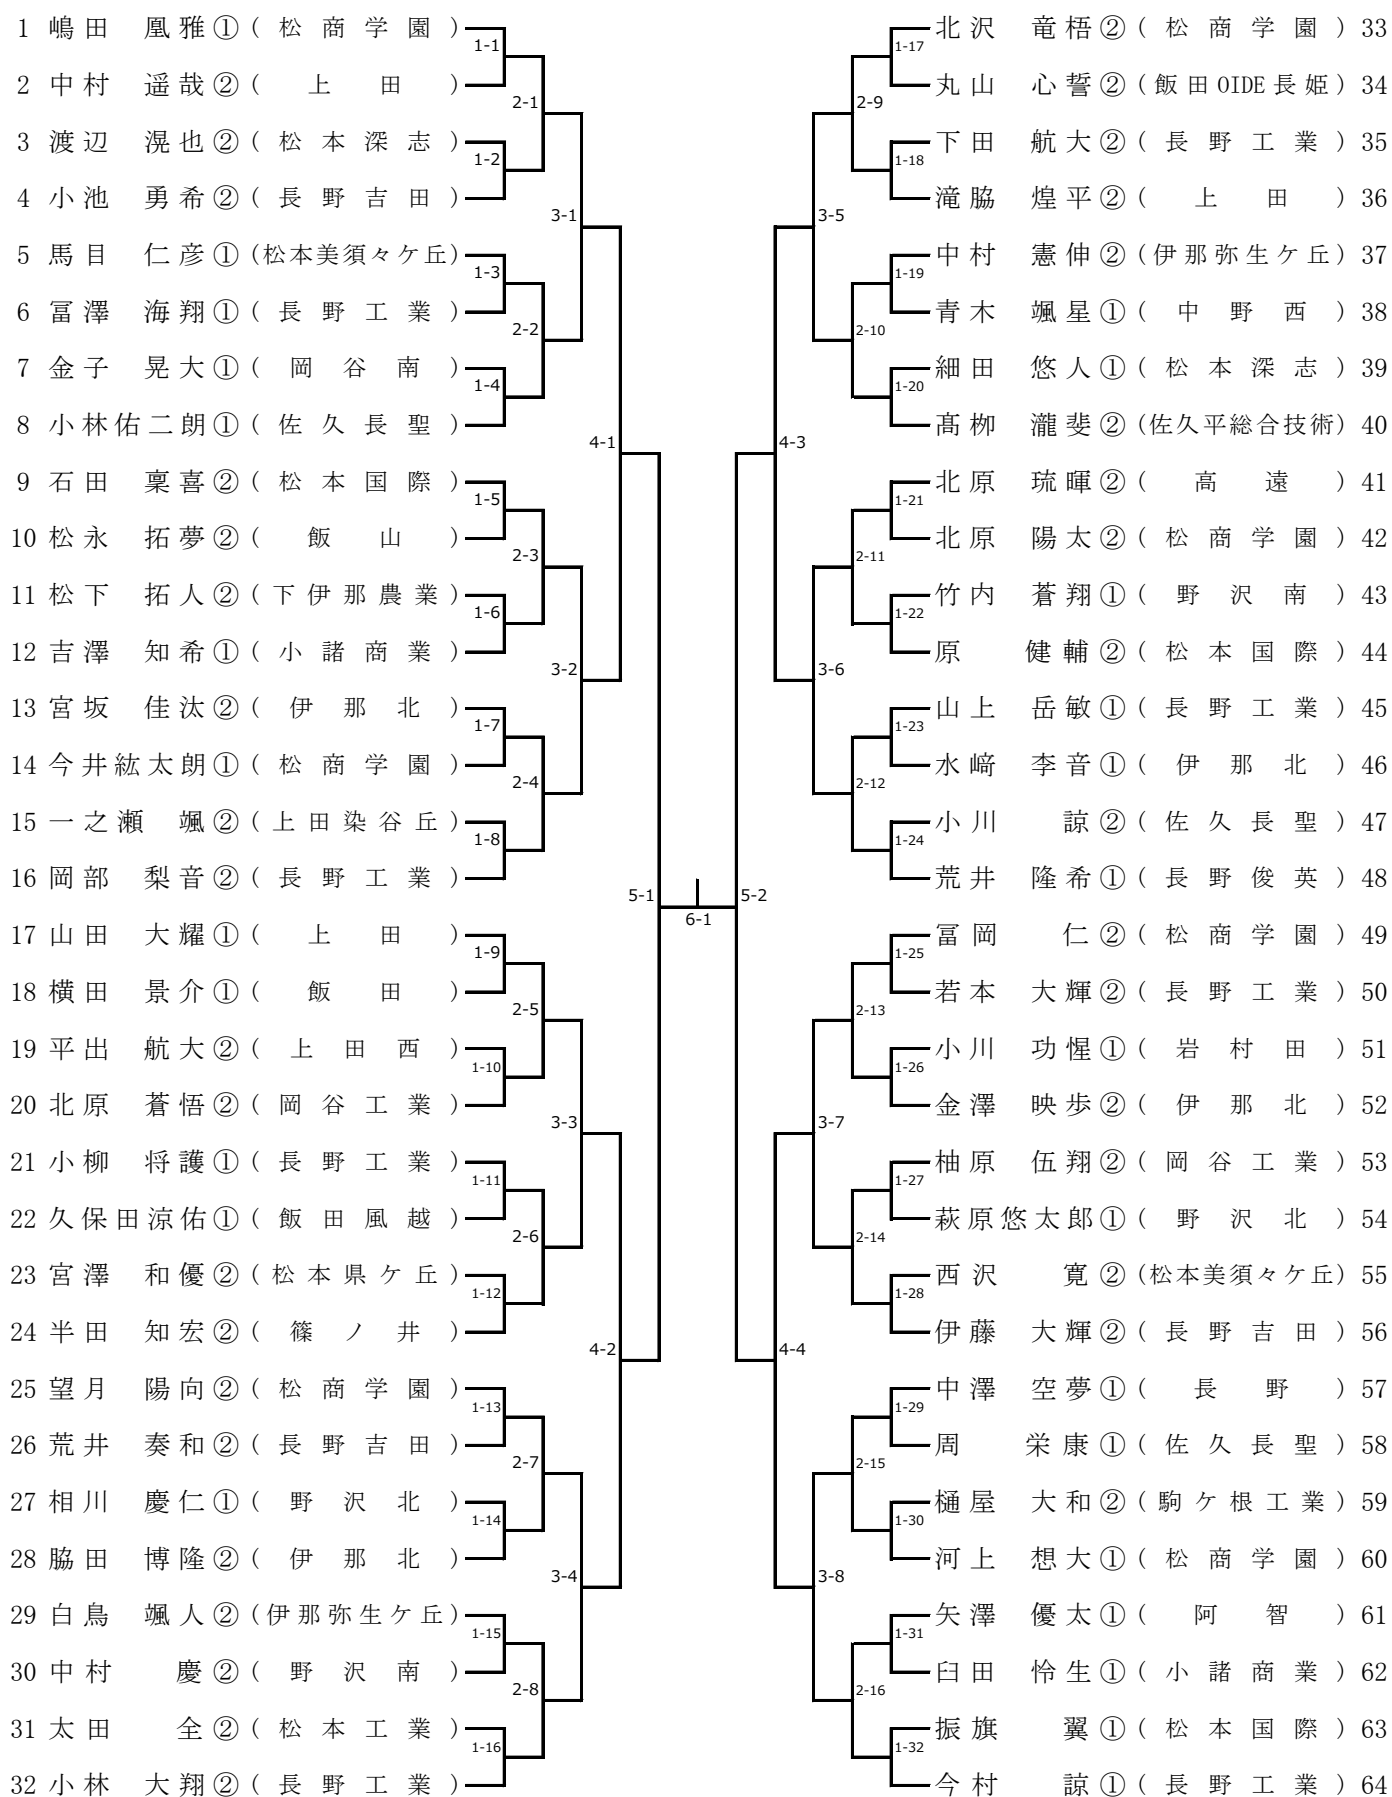 1 嶋田 凰雅①(松商学園)
2 中村 遥哉②(上田)
3 渡辺 滉也②(松本深志)
4 小池 勇希②(長野吉田)
5 馬目 仁彦①(松本美須々ケ丘)
6 冨澤 海翔①(長野工業)
7 金子 晃大①(岡谷南)
8 小林佑二朗①(佐久長聖)
9 石田 稟喜②(松本国際)
10 松永 拓夢②(飯山)
11 松下 拓人②(下伊那農業)
12 吉澤 知希①(小諸商業)
13 宮坂 佳汰②(伊那北)
14 今井紘太朗①(松商学園)
15 一之瀬 颯②(上田染谷丘)
16 岡部 梨音②(長野工業)
17 山田 大耀①(上田)
18 横田 景介①(飯田)
19 平出 航大②(上田西)
20 北原 蒼悟②(岡谷工業)
21 小柳 将護①(長野工業)
22 久保田涼佑①(飯田風越)
23 宮澤 和優②(松本県ケ丘)
24 半田 知宏②(篠ノ井)
25 望月 陽向②(松商学園)
26 荒井 奏和②(長野吉田)
27 相川 慶仁①(野沢北)
28 脇田 博隆②(伊那北)
29 白鳥 颯人②(伊那弥生ケ丘)
30 中村 慶②(野沢南)
31 太田 全②(松本工業)
32 小林 大翔②(長野工業)
1-1
1-2
1-3
1-4
1-5
1-6
1-7
1-8
1-9
1-10
1-11
1-12
1-13
1-14
1-15
1-16
2-1
2-2
2-3
2-4
2-5
2-6
2-7
2-8
3-1
3-2
3-3
3-4
4-1
4-2
5-1
6-1
5-2
4-3
4-4
3-5
3-6
3-7
3-8
2-9
2-10
2-11
2-12
2-13
2-14
2-15
2-16
1-17
1-18
1-19
1-20
1-21
1-22
1-23
1-24
1-25
1-26
1-27
1-28
1-29
1-30
1-31
1-32
北沢 竜梧②(松商学園) 33
丸山 心誓②(飯田OIDE長姫) 34
下田 航大②(長野工業) 35
滝脇 煌平②(上田) 36
中村 憲伸②(伊那弥生ケ丘) 37
青木 颯星①(中野西) 38
細田 悠人①(松本深志) 39
髙栁 瀧斐②(佐久平総合技術) 40
北原 琉暉②(高遠) 41
北原 陽太②(松商学園) 42
竹内 蒼翔①(野沢南) 43
原 健輔②(松本国際) 44
山上 岳敏①(長野工業) 45
水﨑 李音①(伊那北) 46
小川 諒②(佐久長聖) 47
荒井 隆希①(長野俊英) 48
冨岡 仁②(松商学園) 49
若本 大輝②(長野工業) 50
小川 功惺①(岩村田) 51
金澤 映歩②(伊那北) 52
柚原 伍翔②(岡谷工業) 53
萩原悠太郎①(野沢北) 54
西沢 寛②(松本美須々ケ丘) 55
伊藤 大輝②(長野吉田) 56
中澤 空夢①(長野) 57
周 栄康①(佐久長聖) 58
樋屋 大和②(駒ケ根工業) 59
河上 想大①(松商学園) 60
矢澤 優太①(阿智) 61
臼田 怜生①(小諸商業) 62
振旗 翼①(松本国際) 63
今村 諒①(長野工業) 64